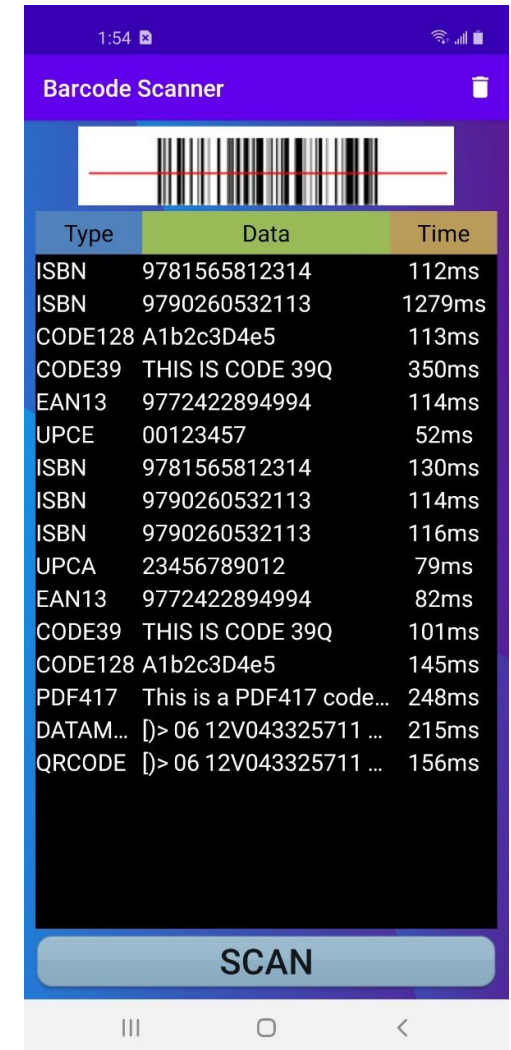 1:54
Barcode Scanner
Type Data Time
ISBN 9781565812314 112ms
ISBN 9790260532113 1279ms
CODE128 A1b2c3D4e5 113ms
CODE39 THIS IS CODE 39Q 350ms
EAN13 9772422894994 114ms
UPCE 00123457 52ms
ISBN 9781565812314 130ms
ISBN 9790260532113 114ms
ISBN 9790260532113 116ms
UPCA 23456789012 79ms
EAN13 9772422894994 82ms
CODE39 THIS IS CODE 39Q 101ms
CODE128 A1b2c3D4e5 145ms
PDF417 This is a PDF417 code... 248ms
DATAM... [)> 06 12V043325711 ... 215ms
QRCODE [)> 06 12V043325711 ... 156ms
SCAN